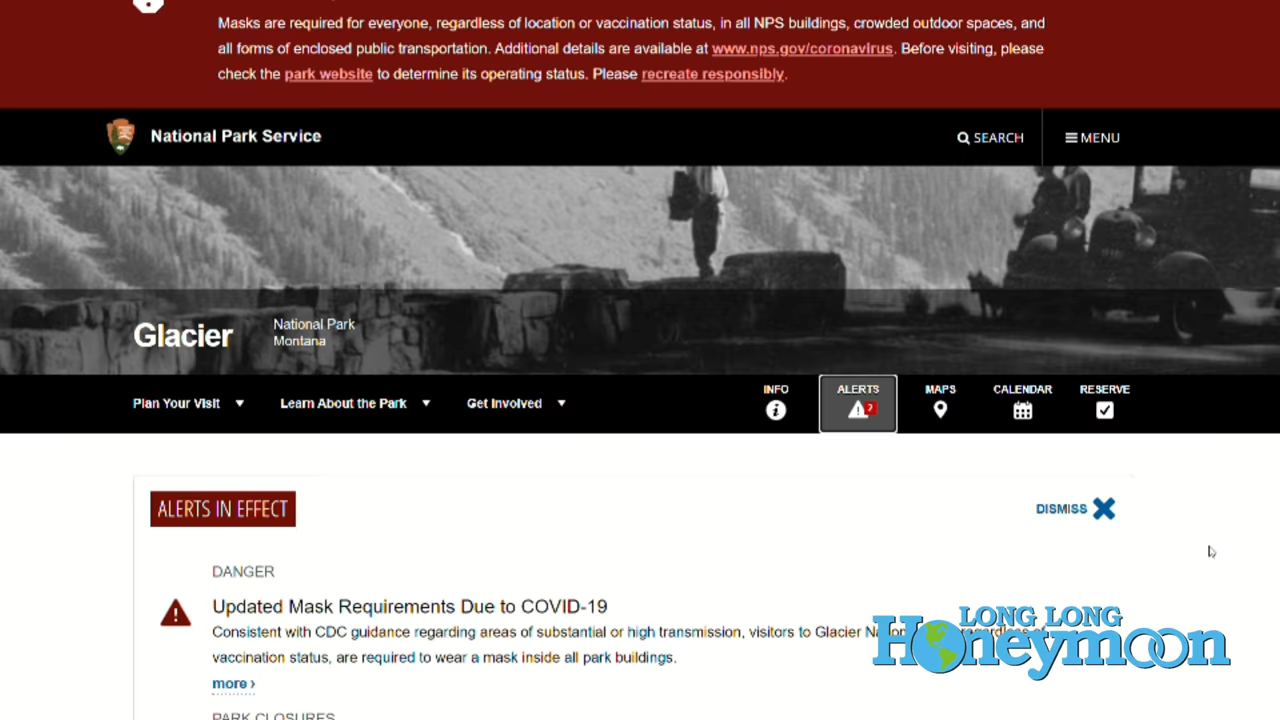 Masks are required for everyone, regardless of location or vaccination status, in all NPS buildings, crowded outdoor spaces, and
all forms of enclosed public transportation. Additional details are available at www.nps.gov/coronavirus. Before visiting, please
check the park website to determine its operating status. Please recreate responsibly.
National Park Service
SEARCH
MENU
Glacier
National Park
Montana
Plan Your Visit
Learn About the Park
Get Involved
INFO
ALERTS
2
MAPS
CALENDAR
RESERVE
ALERTS IN EFFECT
DISMISS
DANGER
Updated Mask Requirements Due to COVID-19
Consistent with CDC guidance regarding areas of substantial or high transmission, visitors to Glacier
vaccination status, are required to wear a mask inside all park buildings.
more ›
PARK CLOSURES
LONG LONG
Honeymoon